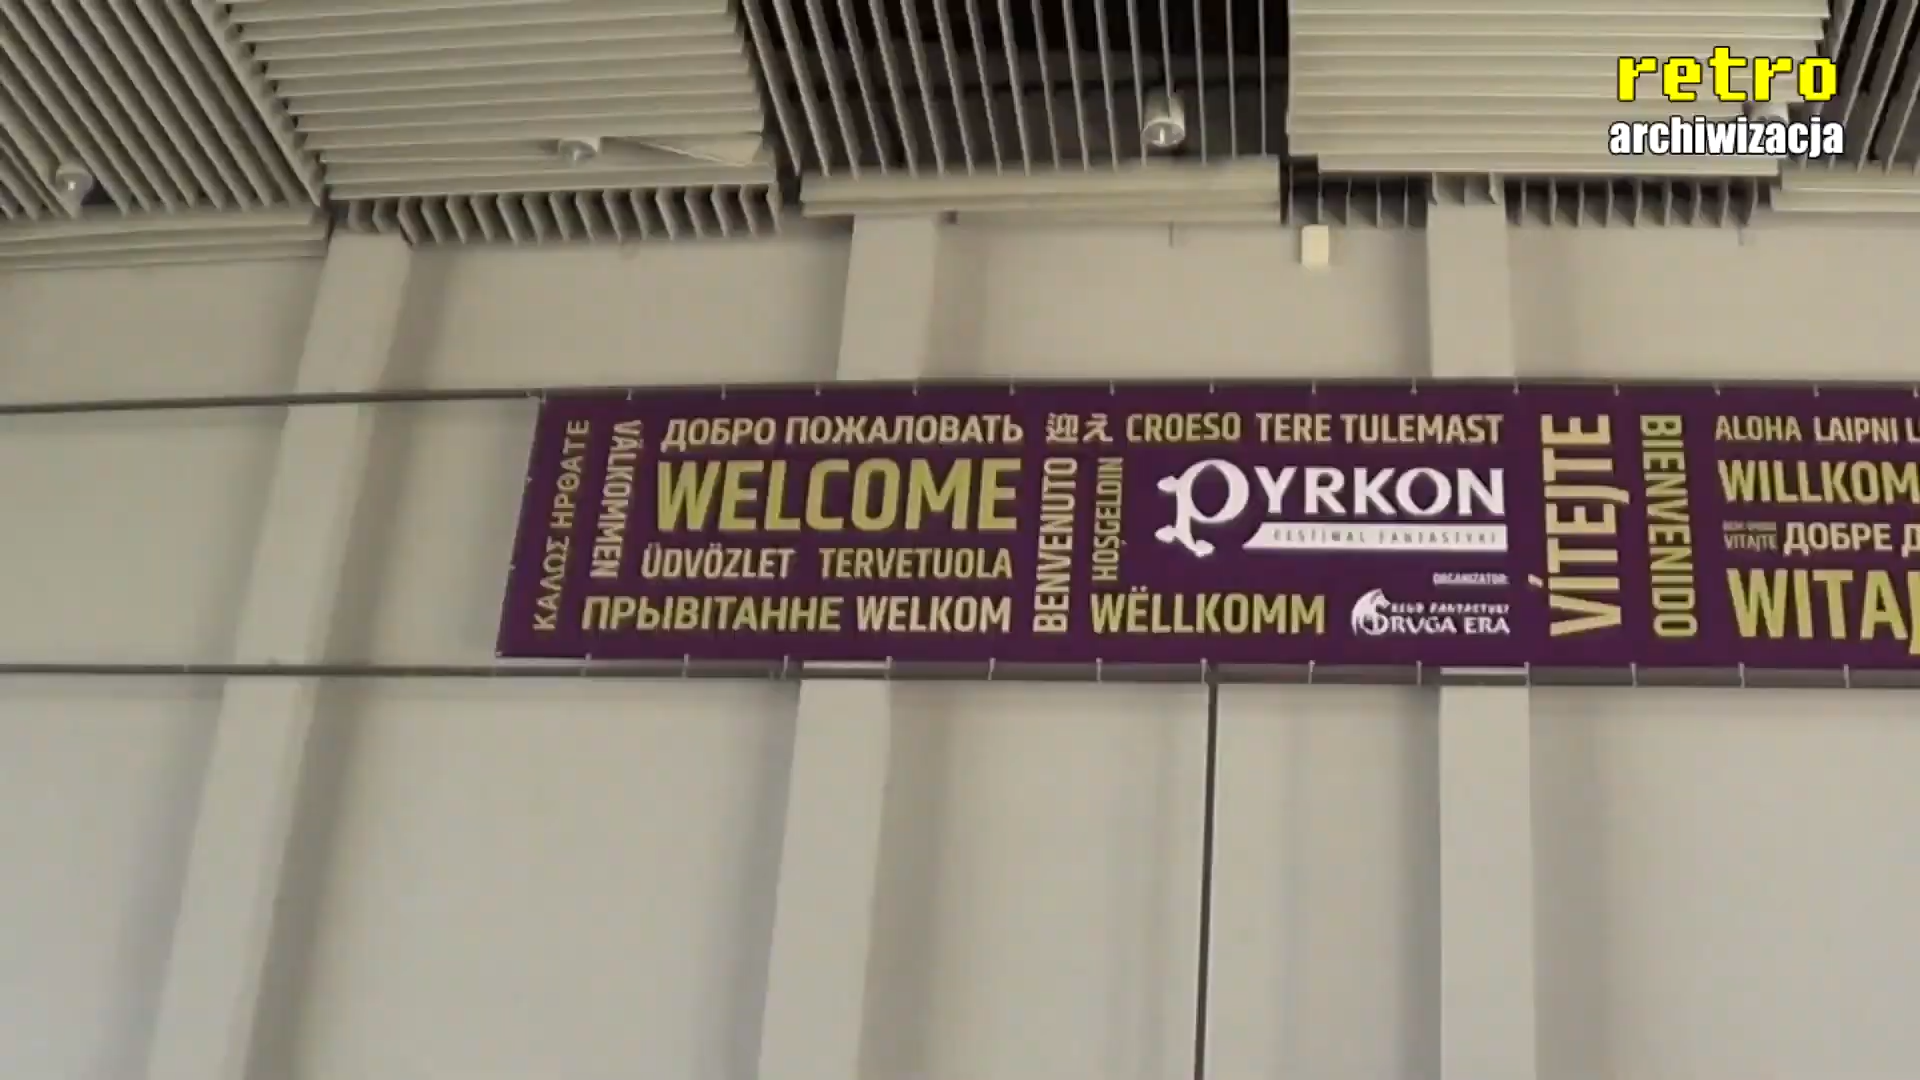 retro
archiwizacja
ΚΑΛΩΣ ΗΡΘΑΤΕ
VÄLKOMMEN
ДОБРО ПОЖАЛОВАТЬ
WELCOME
ÜDVÖZLET TERVETUOLA
ПРЫВІТАННЕ WELKOM
迎え
BENVENUTO
HOŞGELDIN
CROESO TERE TULEMAST
PYRKON
FESTIWAL FANTASTYKI
WËLLKOMM
ORGANIZATOR:
KLUB FANTASTYKI
DRUGA ERA
VÍTEJTE
BIENVENIDO
ALOHA LAIPNI L
WILLKOM
VITAJTE ДОБРЕ Д
WITAJ